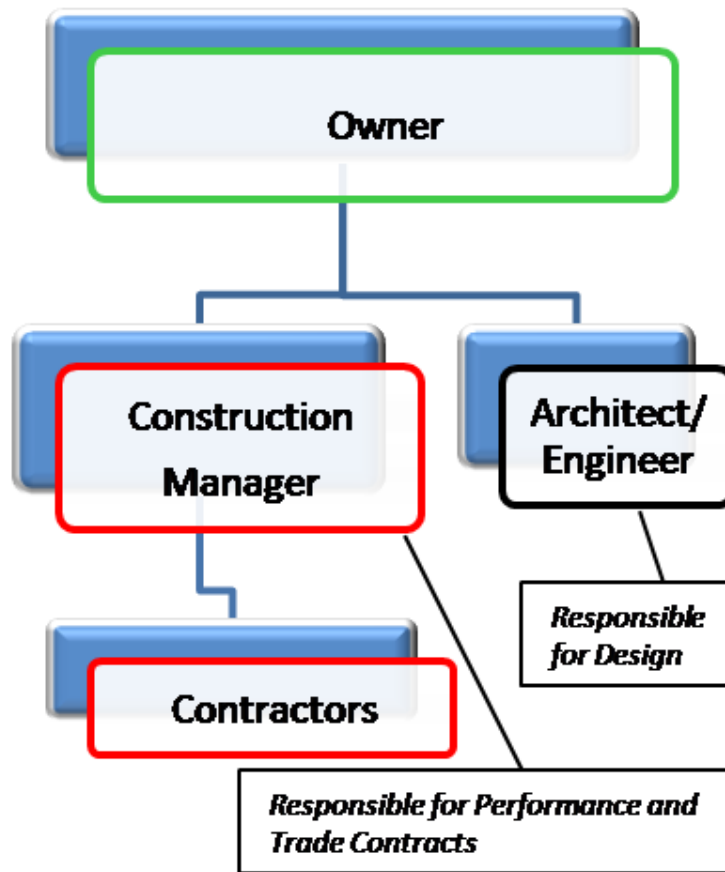 Owner
Construction
Manager
Architect/
Engineer
Responsible
for Design
Contractors
Responsible for Performance and
Trade Contracts